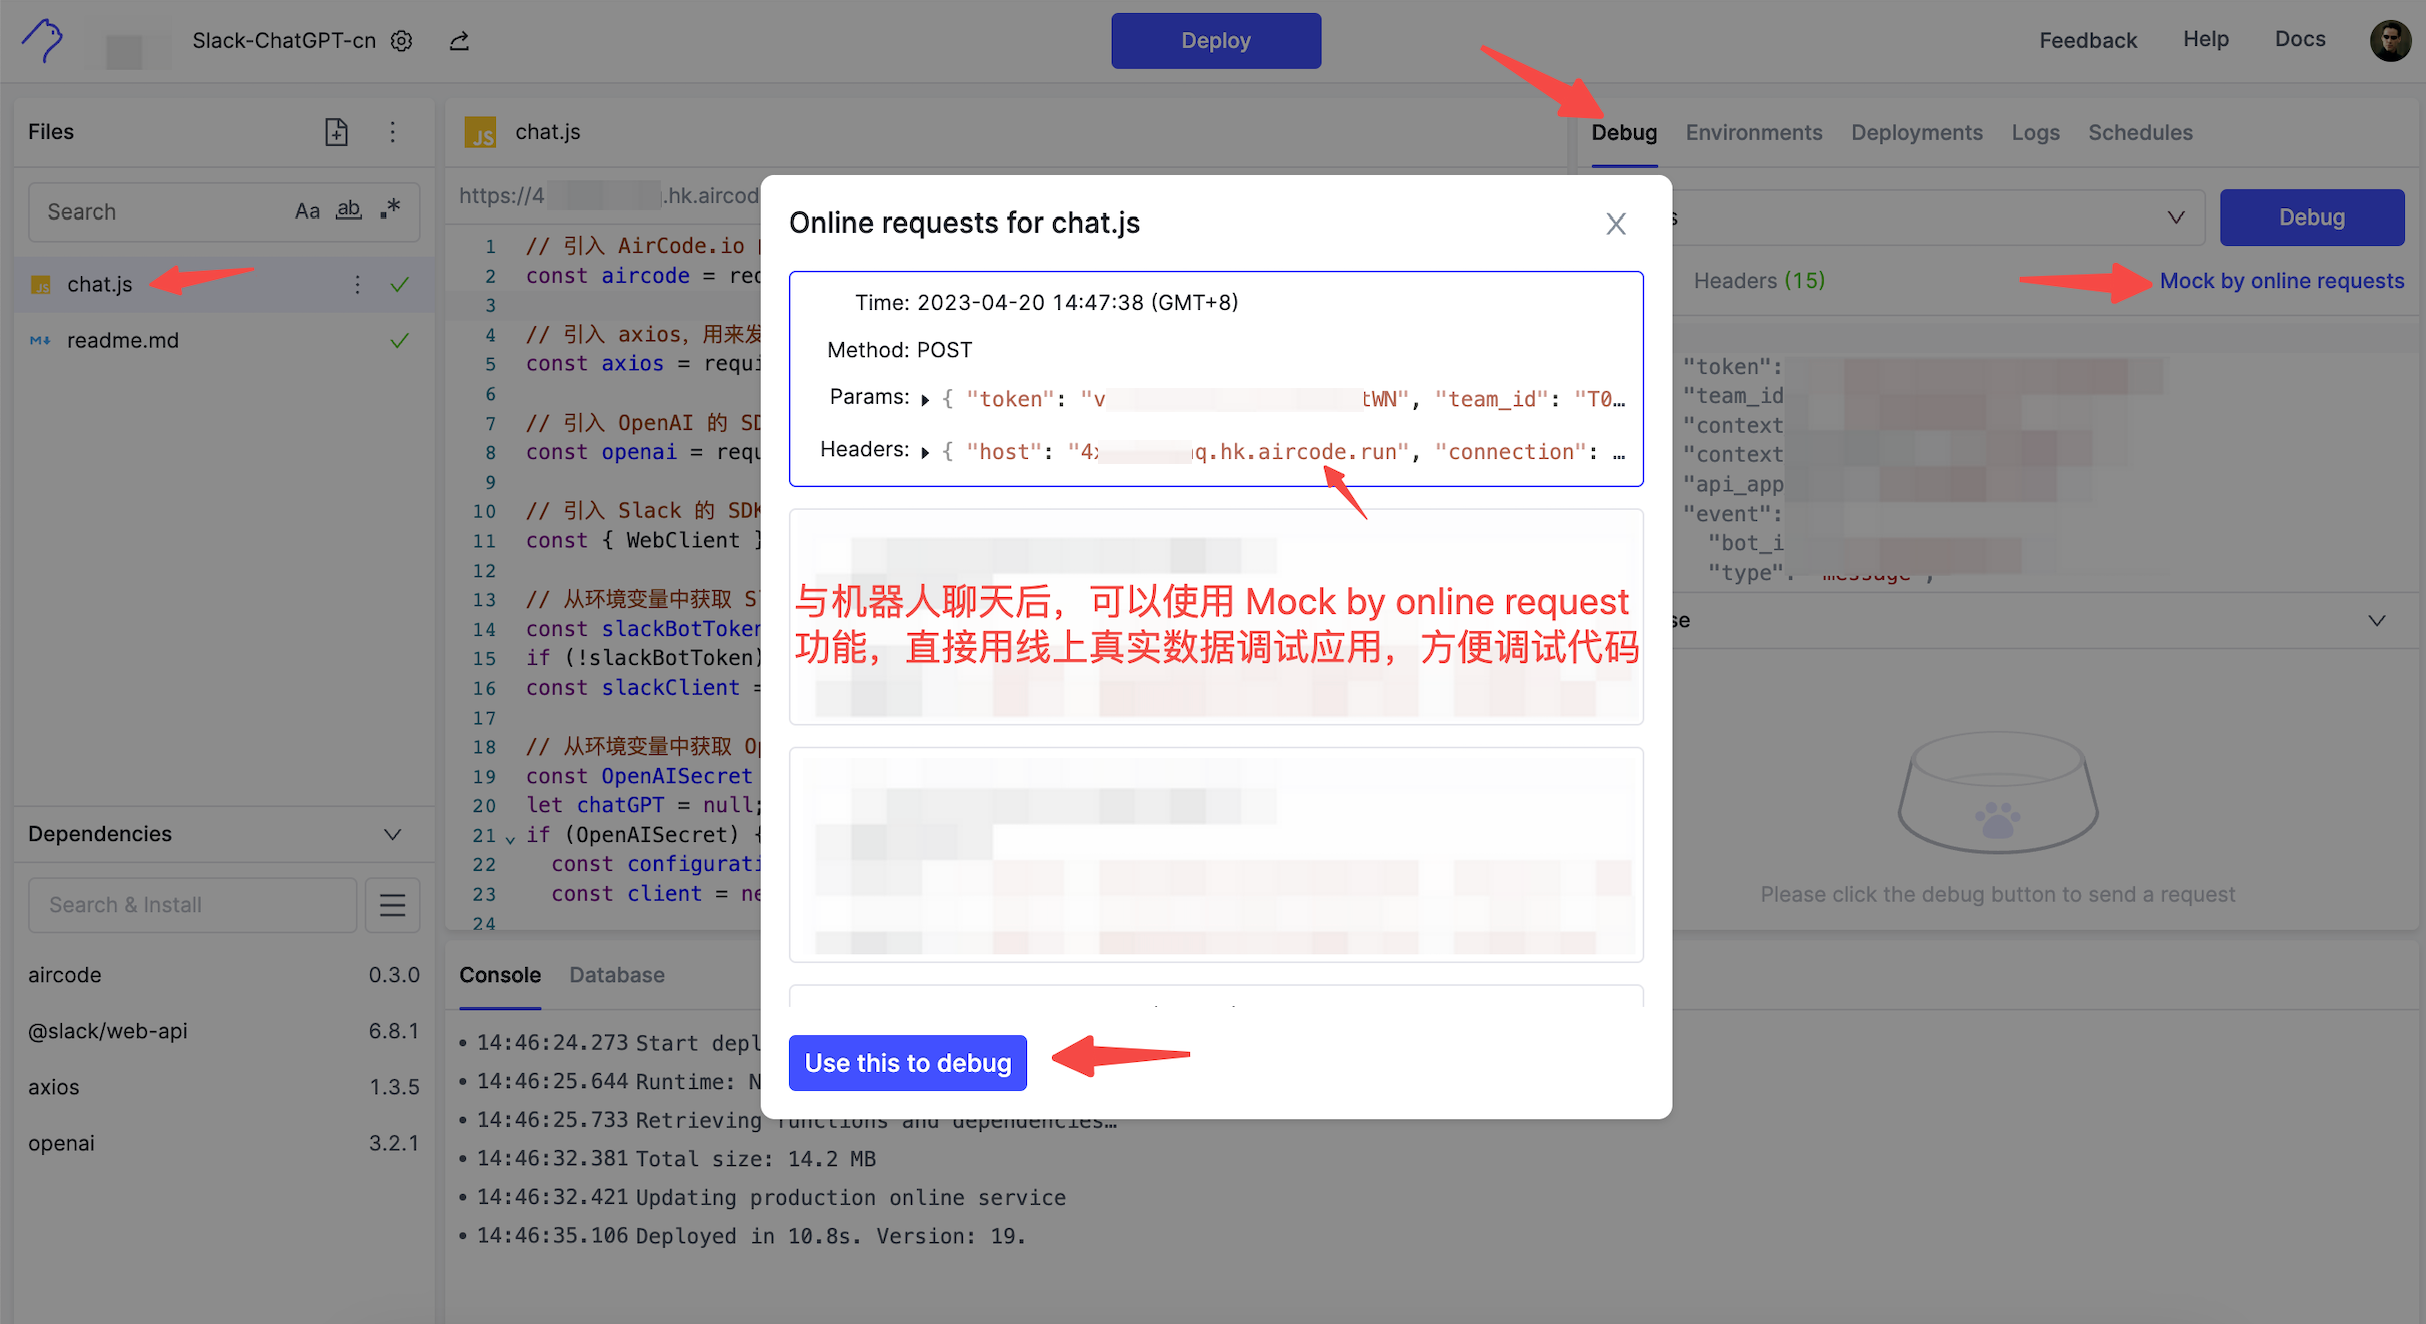 Slack-ChatGPT-cn
Deploy
Feedback
Help
Docs
Files
Search
Aa
ab
.*
JS chat.js
M↓ readme.md
Dependencies
Search & Install
aircode 0.3.0
@slack/web-api 6.8.1
axios 1.3.5
openai 3.2.1
JS chat.js
https://4 .hk.aircod
1 // 引入 AirCode.io
2 const aircode = req
3
4 // 引入 axios，用来发
5 const axios = requi
6
7 // 引入 OpenAI 的 SD
8 const openai = requ
9
10 // 引入 Slack 的 SDK
11 const { WebClient }
12
13 // 从环境变量中获取 Sl
14 const slackBotToken
15 if (!slackBotToken)
16 const slackClient =
17
18 // 从环境变量中获取 Op
19 const OpenAISecret
20 let chatGPT = null;
21 if (OpenAISecret) {
22 const configurati
23 const client = ne
24
Console
Database
• 14:46:24.273 Start depl
• 14:46:25.644 Runtime: N
• 14:46:25.733 Retrieving functions and dependencies…
• 14:46:32.381 Total size: 14.2 MB
• 14:46:32.421 Updating production online service
• 14:46:35.106 Deployed in 10.8s. Version: 19.
Online requests for chat.js
Time: 2023-04-20 14:47:38 (GMT+8)
Method: POST
Params: { "token": "v tWN", "team_id": "T0…
Headers: { "host": "4x q.hk.aircode.run", "connection": …
与机器人聊天后，可以使用 Mock by online request
功能，直接用线上真实数据调试应用，方便调试代码
Use this to debug
Debug
Environments
Deployments
Logs
Schedules
s
Debug
Headers (15)
Mock by online requests
"token":
"team_id
"context
"context
"api_app
"event":
"bot_i
"type": "message",
se
Please click the debug button to send a request